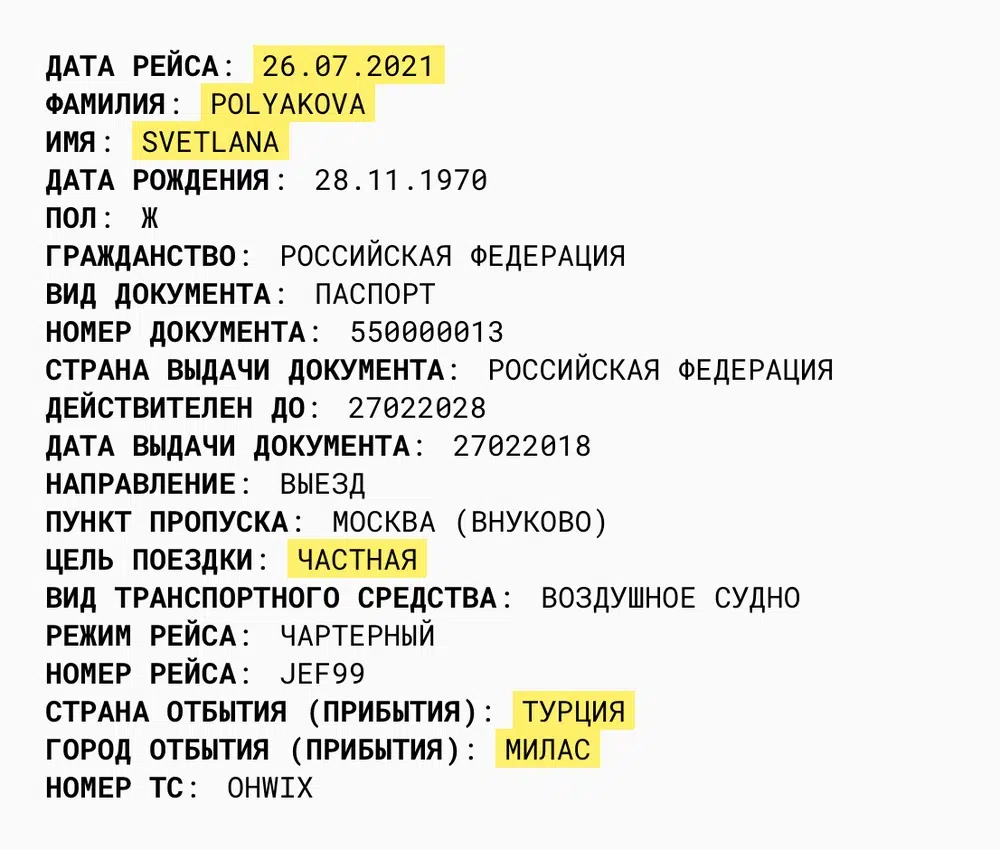 ДАТА РЕЙСА: 26.07.2021
ФАМИЛИЯ: POLYAKOVA
ИМЯ: SVETLANA
ДАТА РОЖДЕНИЯ: 28.11.1970
ПОЛ: Ж
ГРАЖДАНСТВО: РОССИЙСКАЯ ФЕДЕРАЦИЯ
ВИД ДОКУМЕНТА: ПАСПОРТ
НОМЕР ДОКУМЕНТА: 550000013
СТРАНА ВЫДАЧИ ДОКУМЕНТА: РОССИЙСКАЯ ФЕДЕРАЦИЯ
ДЕЙСТВИТЕЛЕН ДО: 27022028
ДАТА ВЫДАЧИ ДОКУМЕНТА: 27022018
НАПРАВЛЕНИЕ: ВЫЕЗД
ПУНКТ ПРОПУСКА: МОСКВА (ВНУКОВО)
ЦЕЛЬ ПОЕЗДКИ: ЧАСТНАЯ
ВИД ТРАНСПОРТНОГО СРЕДСТВА: ВОЗДУШНОЕ СУДНО
РЕЖИМ РЕЙСА: ЧАРТЕРНЫЙ
НОМЕР РЕЙСА: JEF99
СТРАНА ОТБЫТИЯ (ПРИБЫТИЯ): ТУРЦИЯ
ГОРОД ОТБЫТИЯ (ПРИБЫТИЯ): МИЛАС
НОМЕР ТС: OHWIX